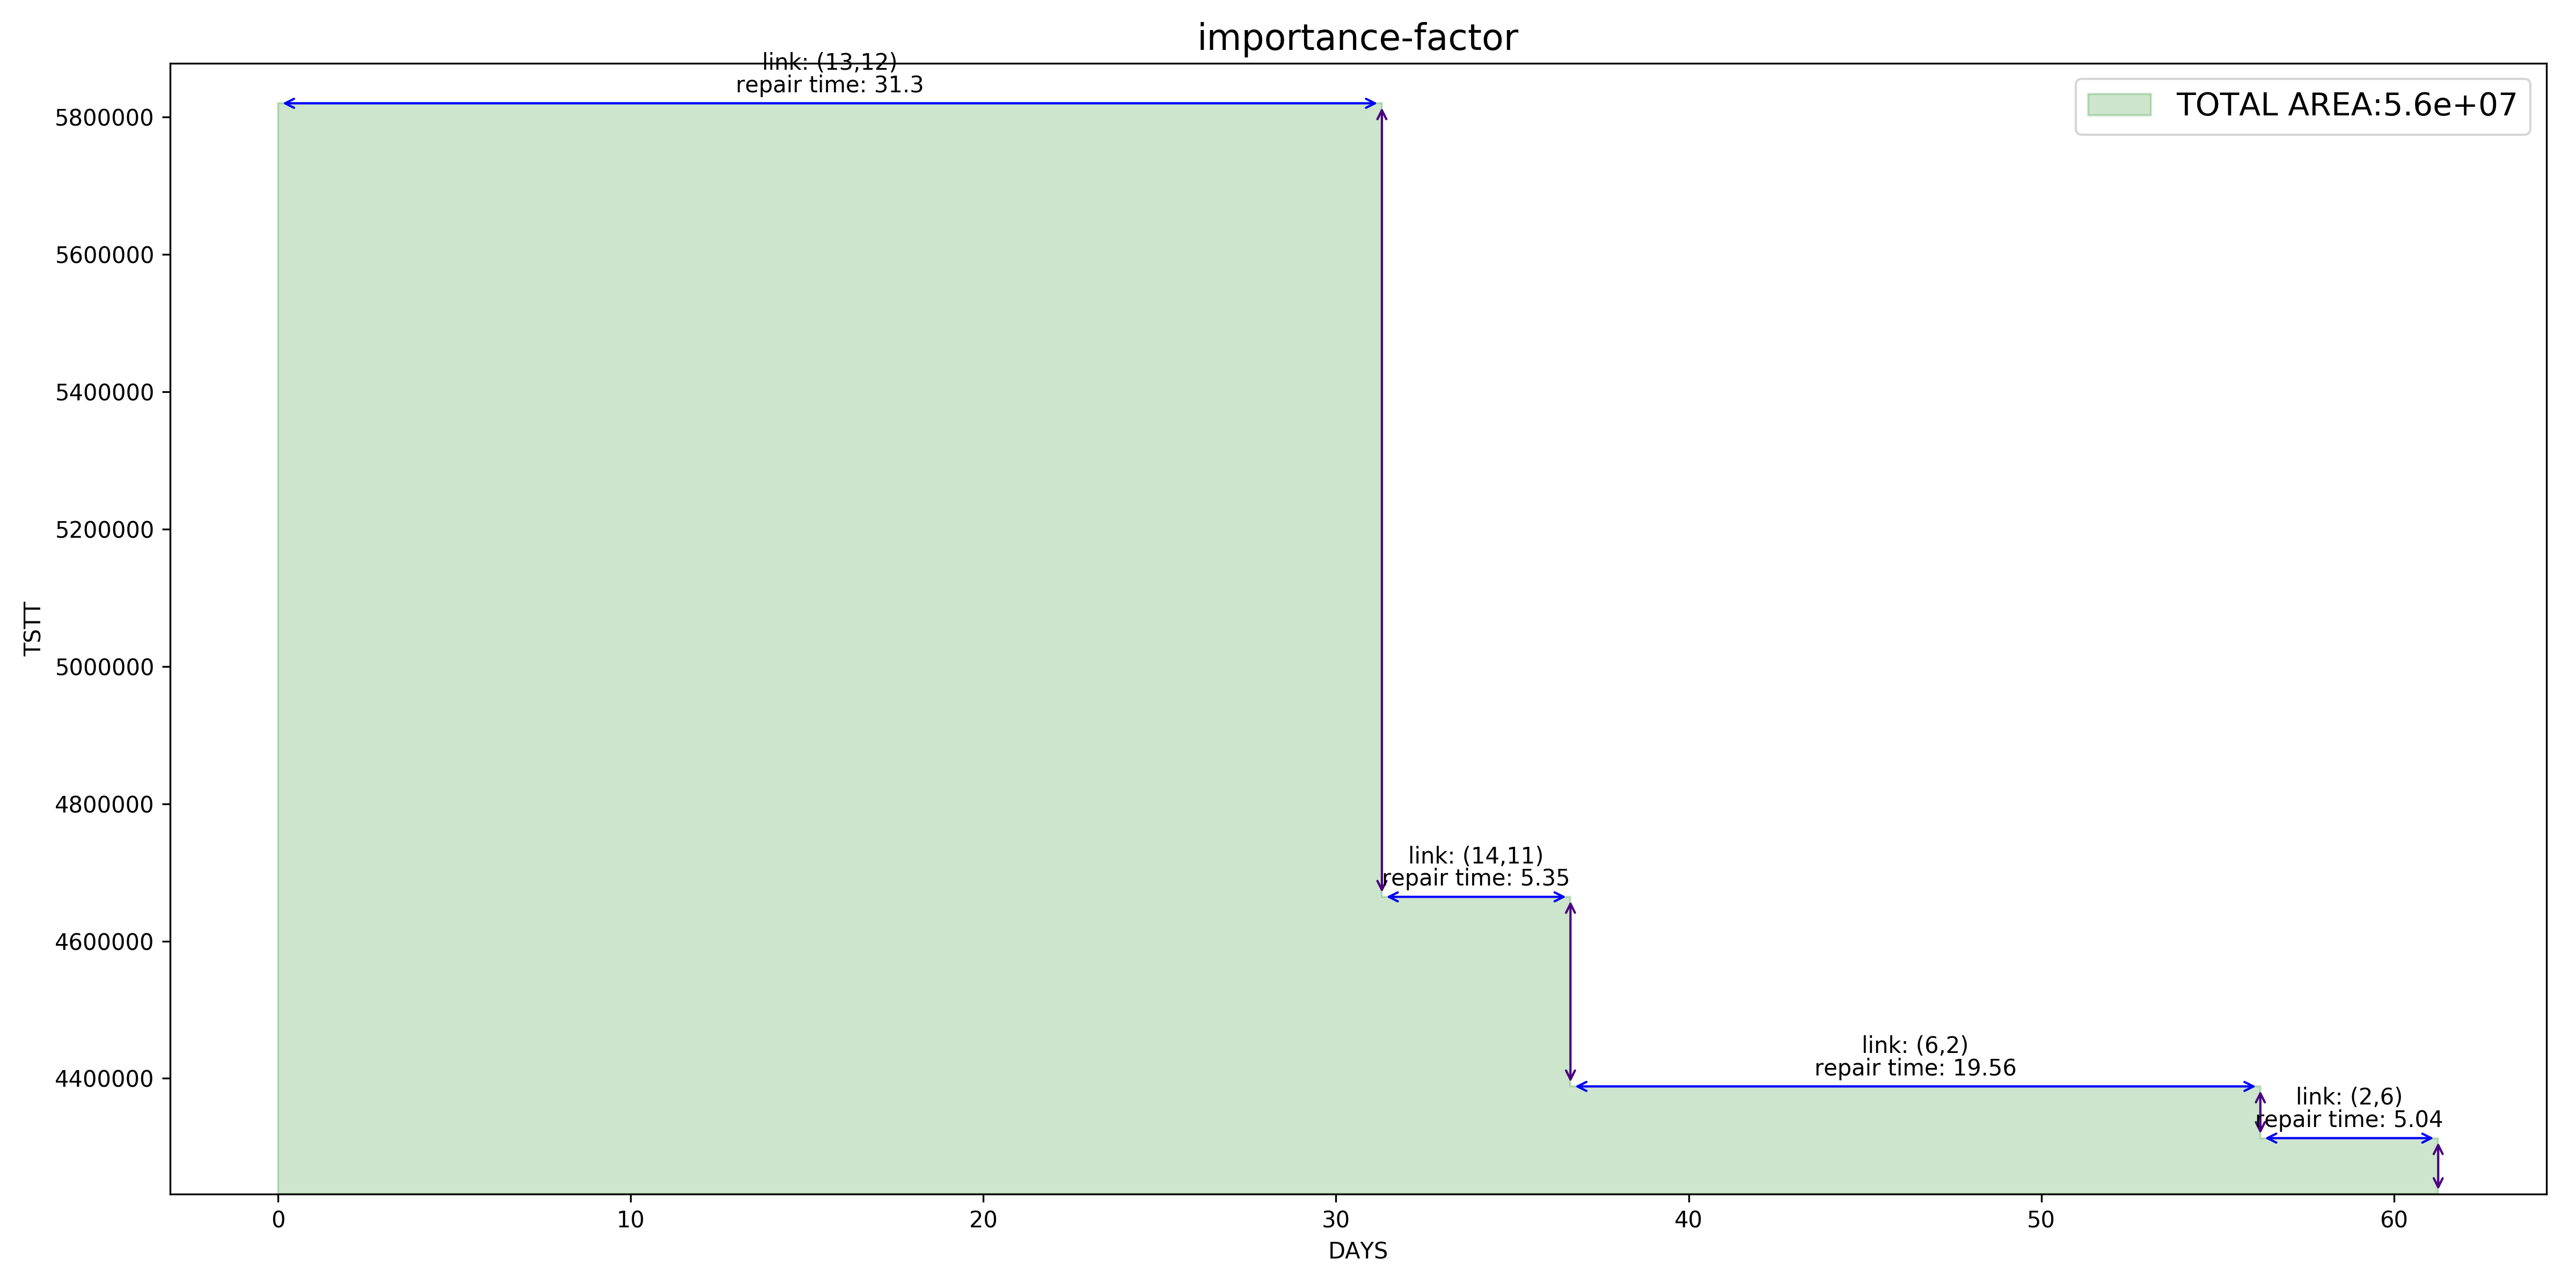 importance-factor
link: (13,12)
repair time: 31.3
TOTAL AREA:5.6e+07
5800000
5600000
5400000
5200000
5000000
4800000
4600000
4400000
TSTT
link: (14,11)
repair time: 5.35
link: (6,2)
repair time: 19.56
link: (2,6)
repair time: 5.04
0 10 20 30 40 50 60
DAYS